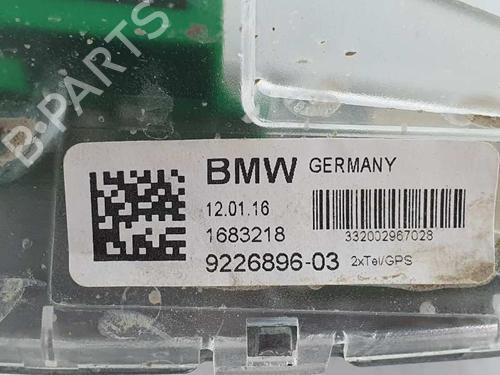 B-PARTS
BMW GERMANY
12.01.16
1683218
332002967028
9226896-03 2xTel/GPS